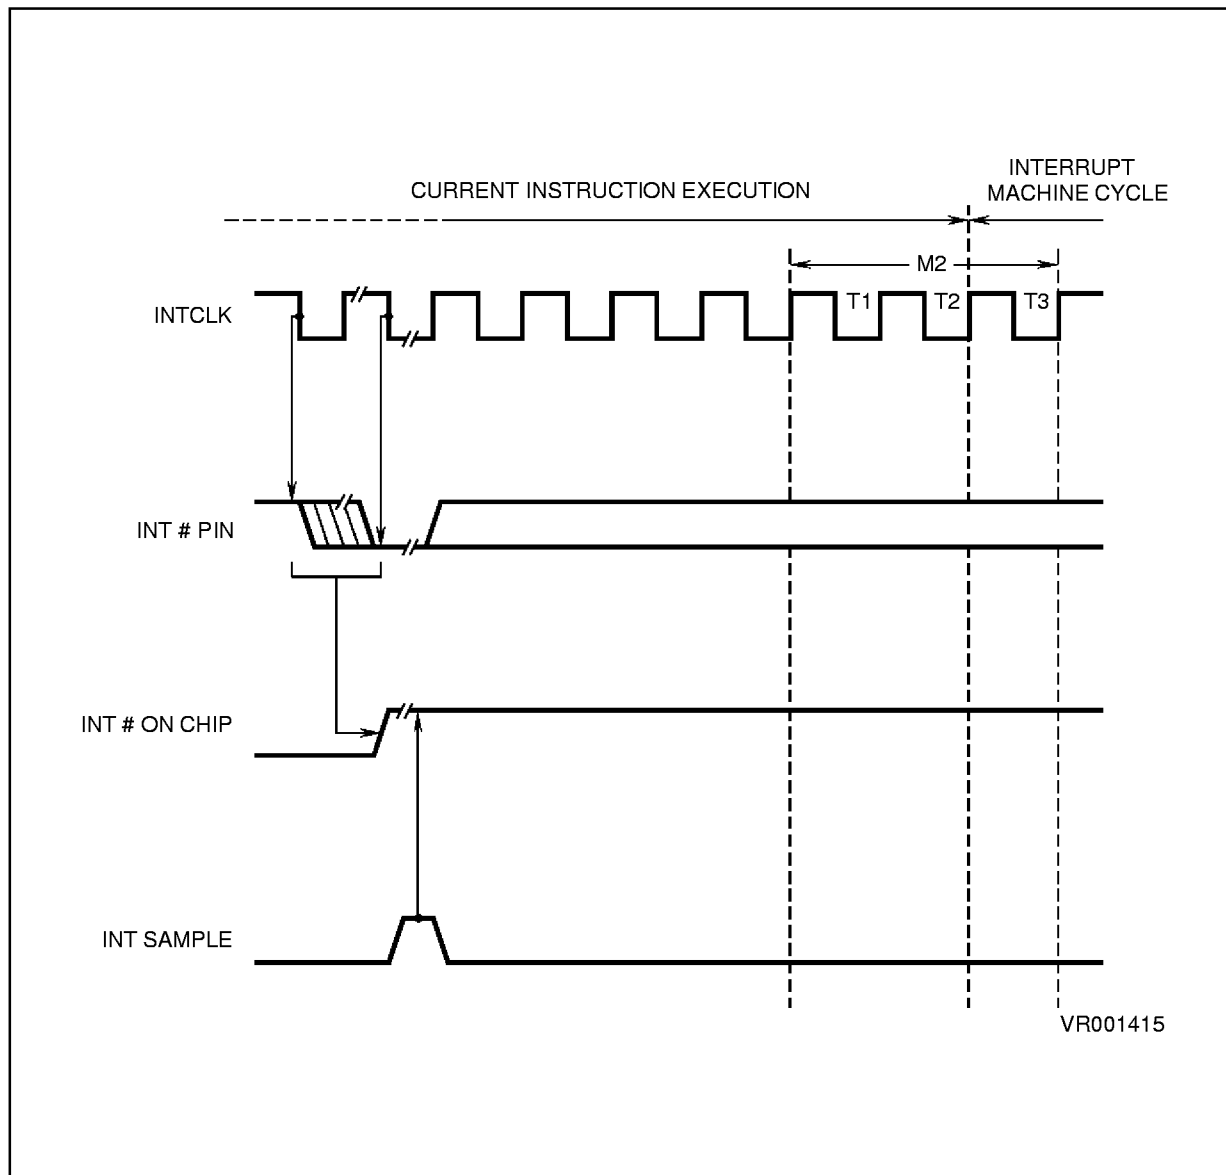 INTERRUPT
MACHINE CYCLE
CURRENT INSTRUCTION EXECUTION
M2
INTCLK
T1
T2
T3
INT # PIN
INT # ON CHIP
INT SAMPLE
VR001415